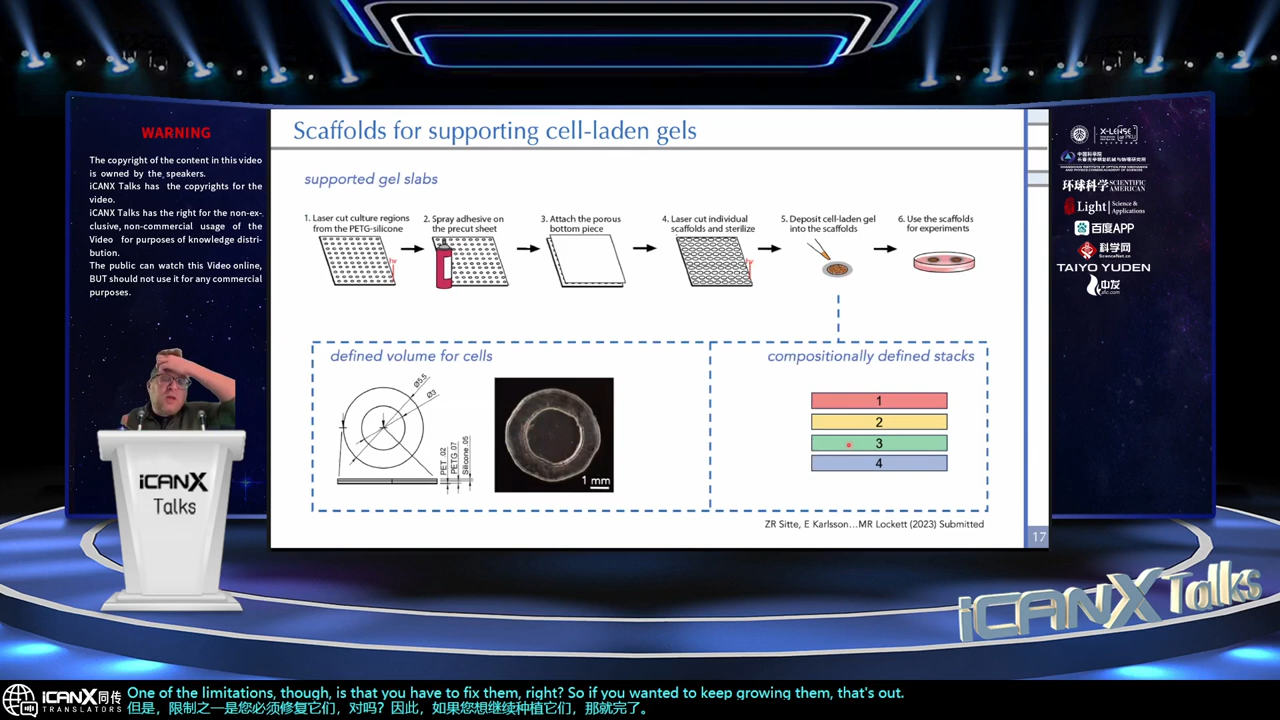 WARNING
The copyright of the content in this video
is owned by the speakers.
iCANX Talks has the copyrights for the
video.
iCANX Talks has the right for the non-ex-
clusive, non-commercial usage of the
Video for purposes of knowledge distri-
bution.
The public can watch this Video online,
BUT should not use it for any commercial
purposes.
Scaffolds for supporting cell-laden gels
supported gel slabs
1. Laser cut culture regions
from the PETG-silicone
2. Spray adhesive on
the precut sheet
3. Attach the porous
bottom piece
4. Laser cut individual
scaffolds and sterilize
5. Deposit cell-laden gel
into the scaffolds
6. Use the scaffolds
for experiments
defined volume for cells
Ø5.5
Ø3
PET .02
PETG .07
Silicone .05
1 mm
compositionally defined stacks
1
2
3
4
ZR Sitte, E Karlsson...MR Lockett (2023) Submitted
17
X-LENSE
环球科学 SCIENTIFIC AMERICAN
Light Science & Applications
百度APP
科学网
ScienceNet.cn
TAIYO YUDEN
中友
iCANX
Talks
iCANX Talks
iCANX同传
TRANSLATORS
One of the limitations, though, is that you have to fix them, right? So if you wanted to keep growing them, that's out.
但是，限制之一是您必须修复它们，对吗？因此，如果您想继续种植它们，那就完了。